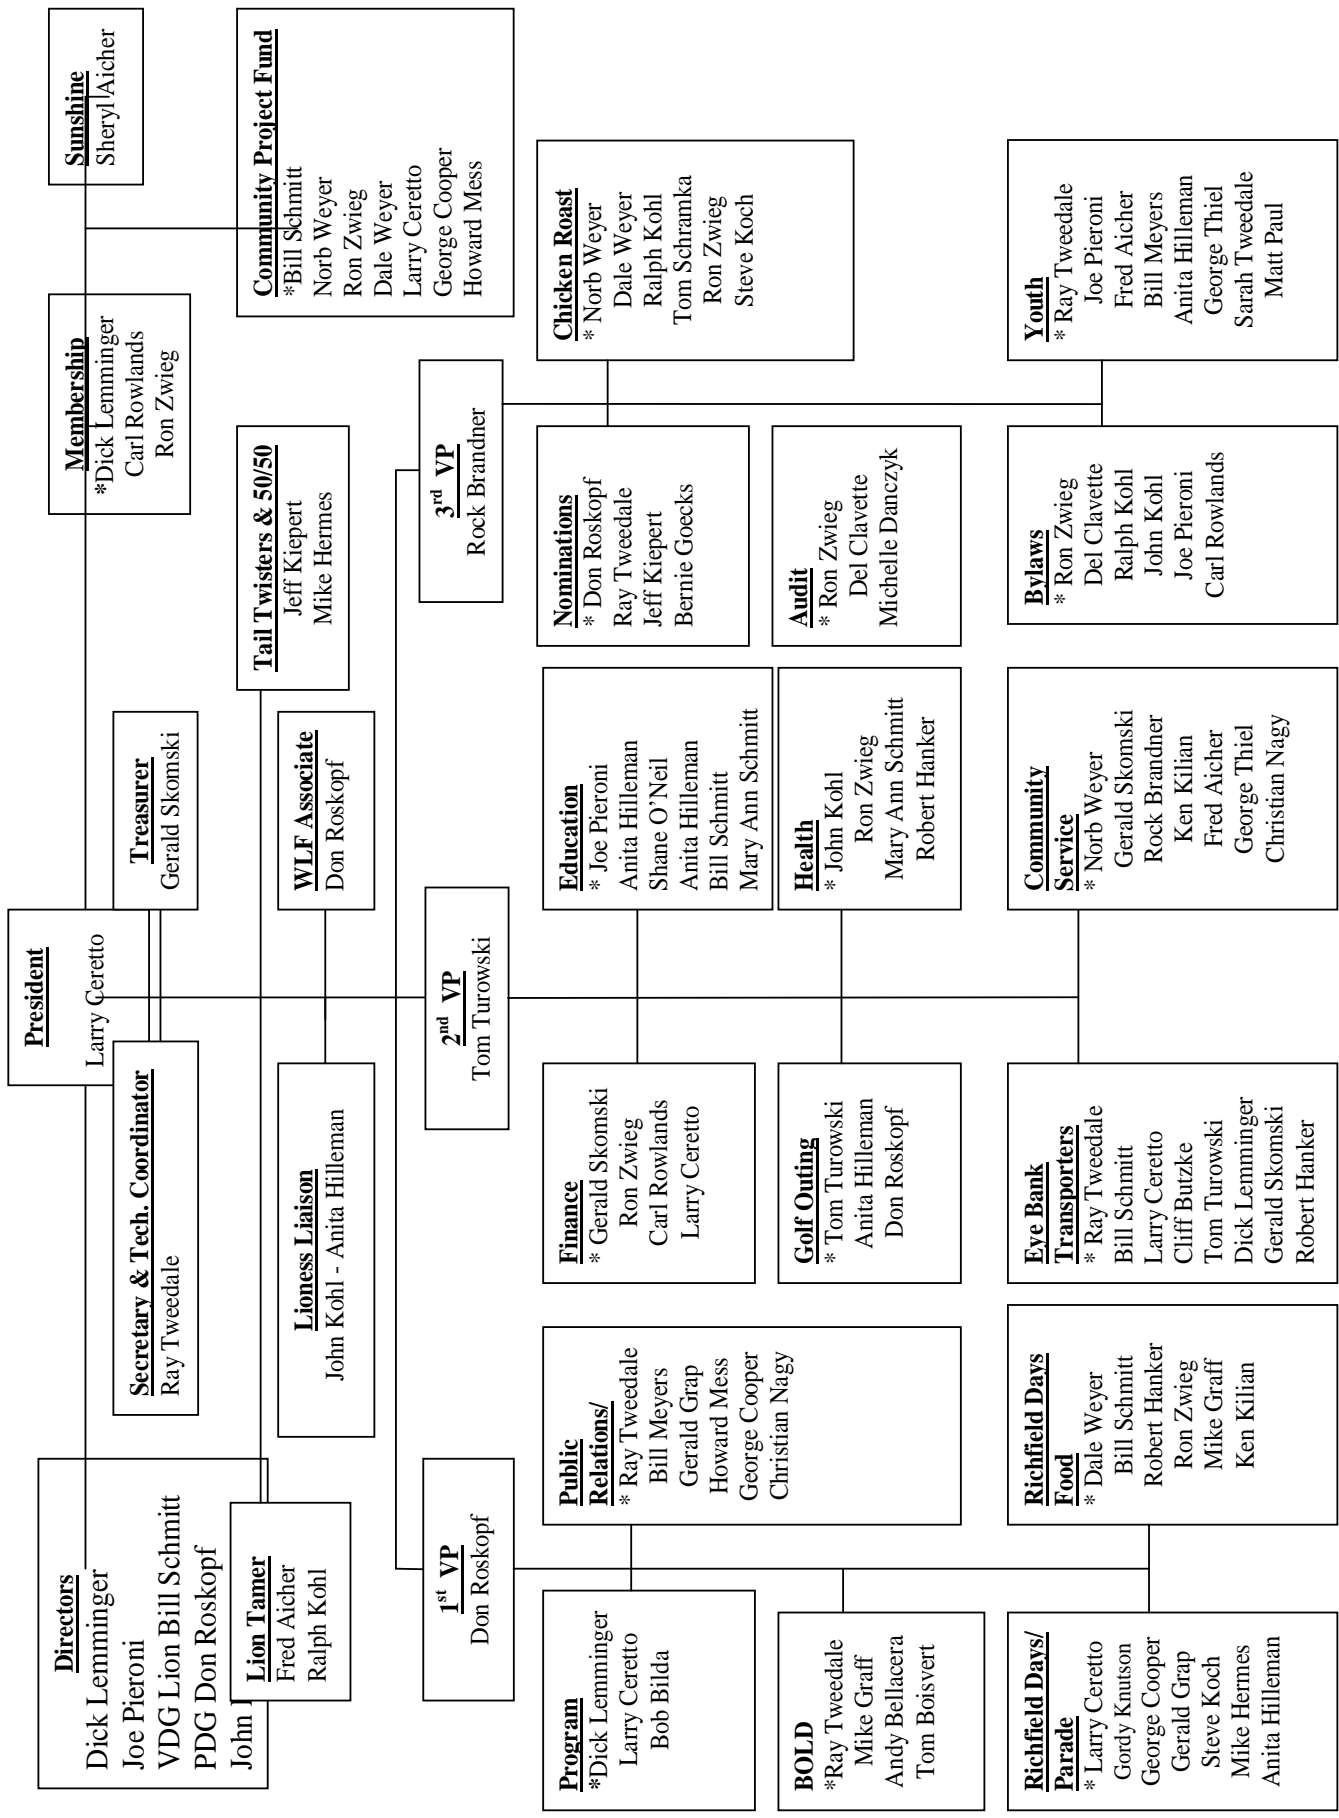 President
Larry Ceretto
Directors
Dick Lemminger
Joe Pieroni
VDG Lion Bill Schmitt
PDG Don Roskopf
John
Secretary & Tech. Coordinator
Ray Tweedale
Treasurer
Gerald Skomski
Membership
*Dick Lemminger
Carl Rowlands
Ron Zwieg
Sunshine
Sheryl Aicher
Lion Tamer
Fred Aicher
Ralph Kohl
Lioness Liaison
John Kohl - Anita Hilleman
WLF Associate
Don Roskopf
Tail Twisters & 50/50
Jeff Kiepert
Mike Hermes
Community Project Fund
*Bill Schmitt
Norb Weyer
Ron Zwieg
Dale Weyer
Larry Ceretto
George Cooper
Howard Mess
1st VP
Don Roskopf
2nd VP
Tom Turowski
3rd VP
Rock Brandner
Program
*Dick Lemminger
Larry Ceretto
Bob Bilda
Public
Relations/
* Ray Tweedale
Bill Meyers
Gerald Grap
Howard Mess
George Cooper
Christian Nagy
Finance
* Gerald Skomski
Ron Zwieg
Carl Rowlands
Larry Ceretto
Education
* Joe Pieroni
Anita Hilleman
Shane O'Neil
Anita Hilleman
Bill Schmitt
Mary Ann Schmitt
Nominations
* Don Roskopf
Ray Tweedale
Jeff Kiepert
Bernie Goecks
Chicken Roast
* Norb Weyer
Dale Weyer
Ralph Kohl
Tom Schramka
Ron Zwieg
Steve Koch
BOLD
*Ray Tweedale
Mike Graff
Andy Bellacera
Tom Boisvert
Golf Outing
* Tom Turowski
Anita Hilleman
Don Roskopf
Health
* John Kohl
Ron Zwieg
Mary Ann Schmitt
Robert Hanker
Audit
* Ron Zwieg
Del Clavette
Michelle Danczyk
Richfield Days/
Parade
* Larry Ceretto
Gordy Knutson
George Cooper
Gerald Grap
Steve Koch
Mike Hermes
Anita Hilleman
Richfield Days
Food
* Dale Weyer
Bill Schmitt
Robert Hanker
Ron Zwieg
Mike Graff
Ken Kilian
Eye Bank
Transporters
* Ray Tweedale
Bill Schmitt
Larry Ceretto
Cliff Butzke
Tom Turowski
Dick Lemminger
Gerald Skomski
Robert Hanker
Community
Service
* Norb Weyer
Gerald Skomski
Rock Brandner
Ken Kilian
Fred Aicher
George Thiel
Christian Nagy
Bylaws
* Ron Zwieg
Del Clavette
Ralph Kohl
John Kohl
Joe Pieroni
Carl Rowlands
Youth
* Ray Tweedale
Joe Pieroni
Fred Aicher
Bill Meyers
Anita Hilleman
George Thiel
Sarah Tweedale
Matt Paul